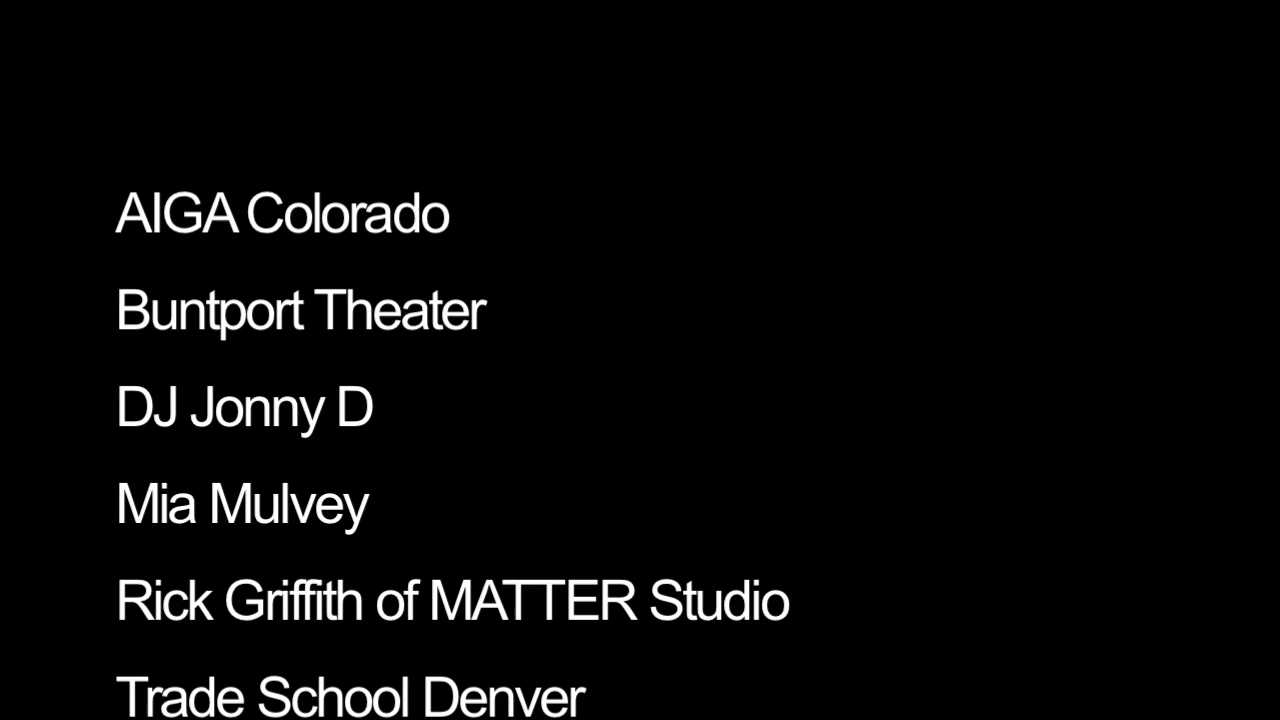 AIGA Colorado
Buntport Theater
DJ Jonny D
Mia Mulvey
Rick Griffith of MATTER Studio
Trade School Denver